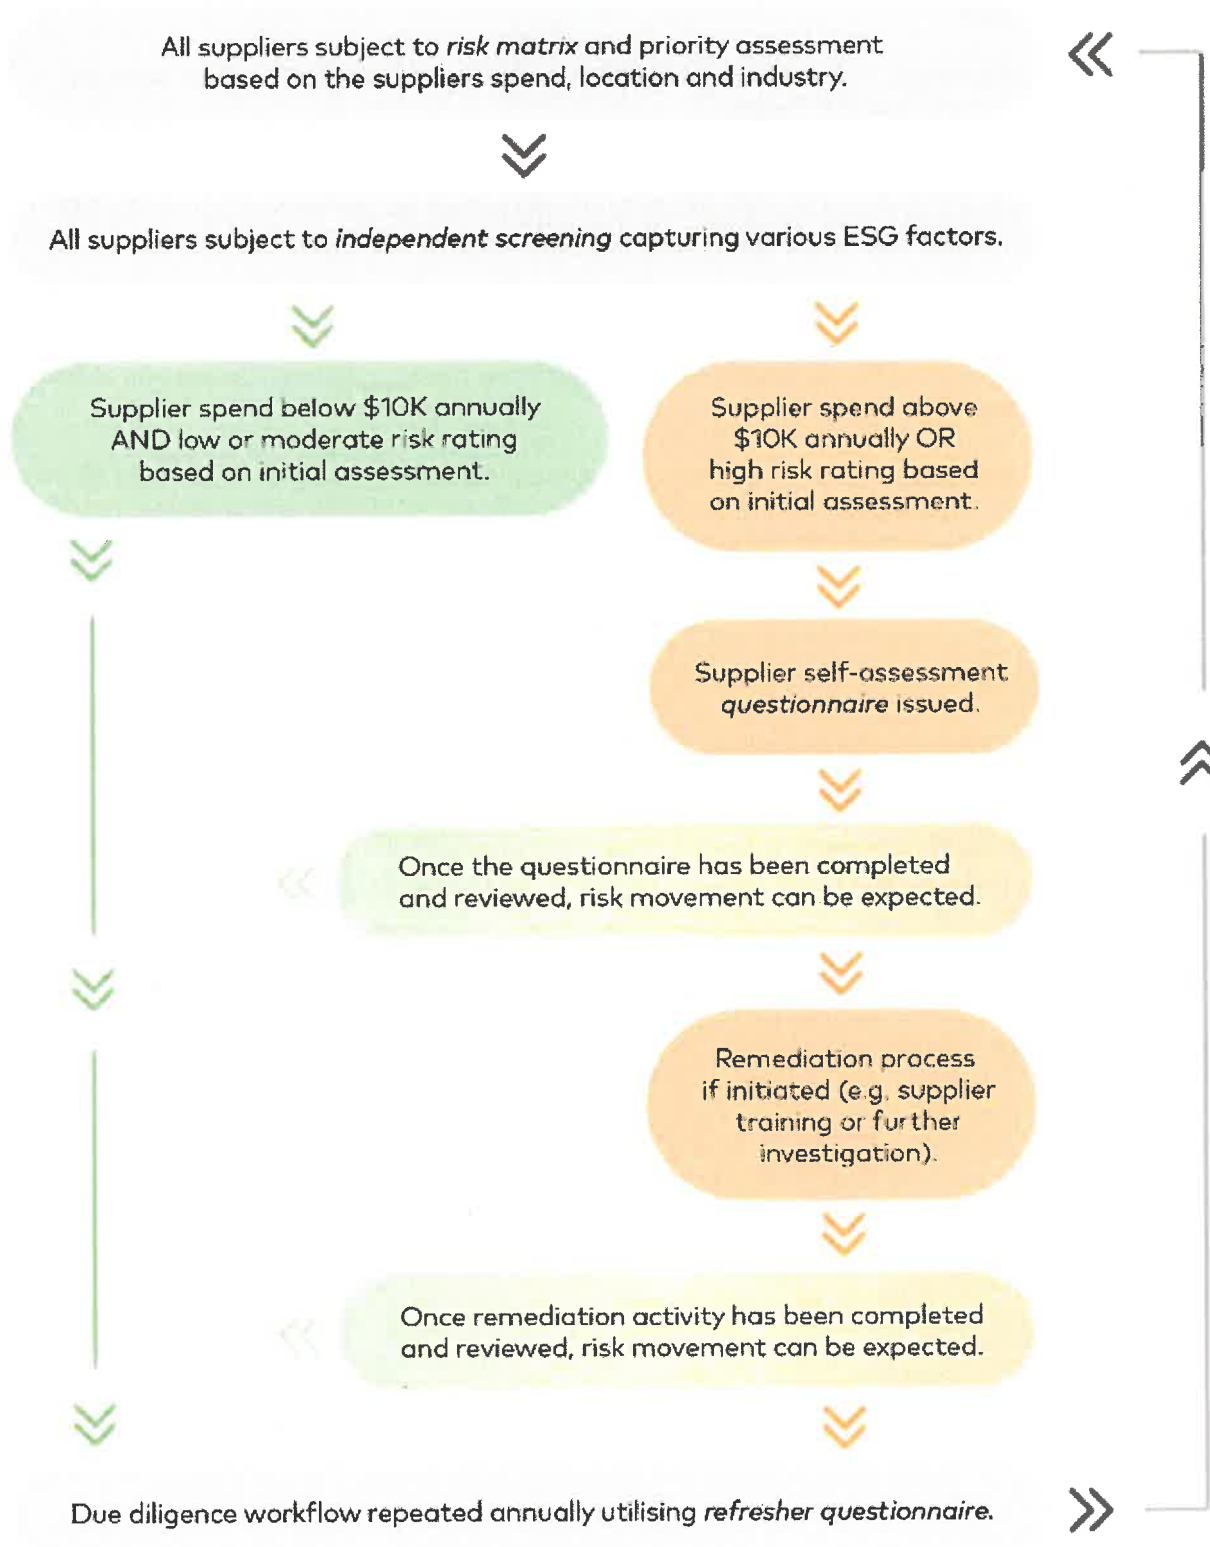 All suppliers subject to risk matrix and priority assessment
based on the suppliers spend, location and industry.
All suppliers subject to independent screening capturing various ESG factors.
Supplier spend below $10K annually
AND low or moderate risk rating
based on initial assessment.
Supplier spend above
$10K annually OR
high risk rating based
on initial assessment.
Supplier self-assessment
questionnaire issued.
Once the questionnaire has been completed
and reviewed, risk movement can be expected.
Remediation process
if initiated (e.g. supplier
training or further
investigation).
Once remediation activity has been completed
and reviewed, risk movement can be expected.
Due diligence workflow repeated annually utilising refresher questionnaire.